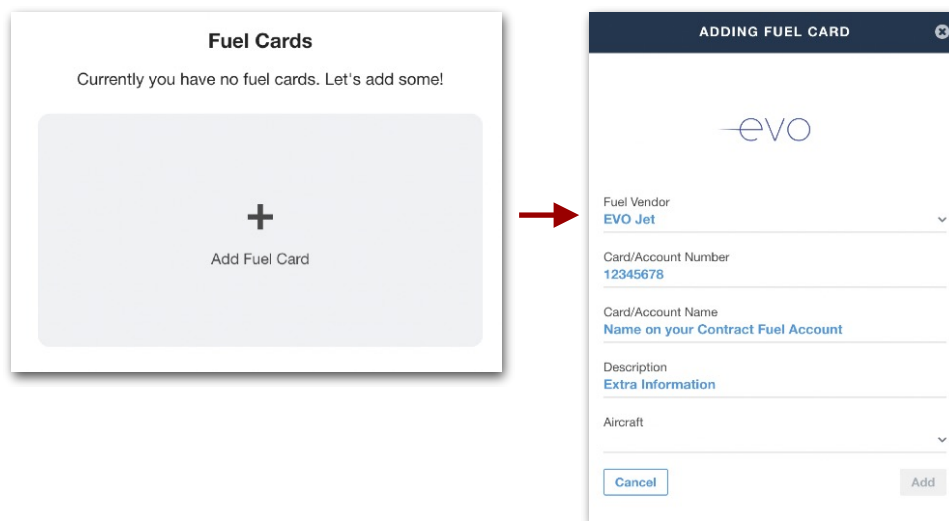 Fuel Cards
Currently you have no fuel cards. Let's add some!
Add Fuel Card
ADDING FUEL CARD
evo
Fuel Vendor
EVO Jet
Card/Account Number
12345678
Card/Account Name
Name on your Contract Fuel Account
Description
Extra Information
Aircraft
Cancel
Add